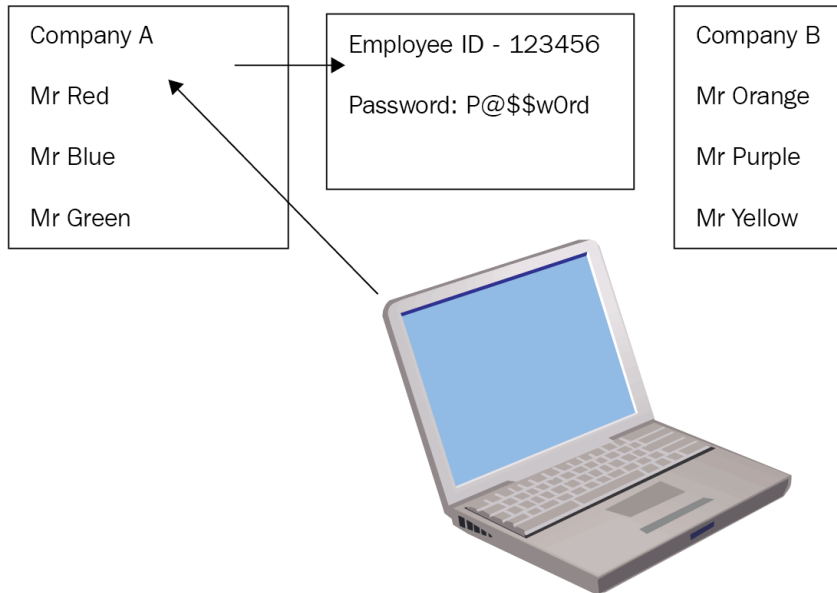 Company A
Mr Red
Mr Blue
Mr Green
Employee ID - 123456
Password: P@$$w0rd
Company B
Mr Orange
Mr Purple
Mr Yellow